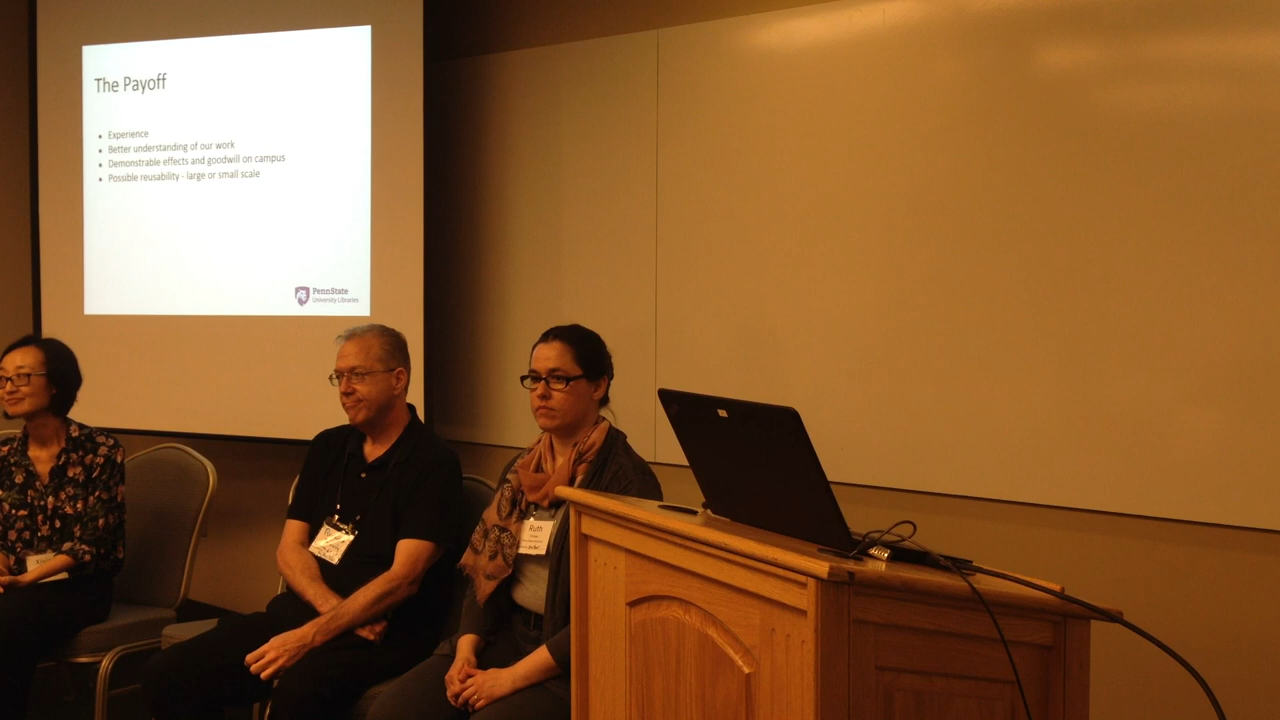 The Payoff
Experience
Better understanding of our work
Demonstrable effects and goodwill on campus
Possible reusability - large or small scale
PennState
University Libraries
Ruth